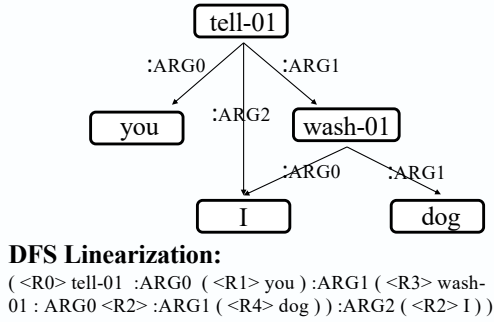 tell-01
:ARG0
:ARG1
you
:ARG2
wash-01
:ARG0
:ARG1
I
dog
DFS Linearization:
( <R0> tell-01 :ARG0 ( <R1> you ) :ARG1 ( <R3> wash-
01 : ARG0 <R2> :ARG1 ( <R4> dog ) ) :ARG2 ( <R2> I ) )